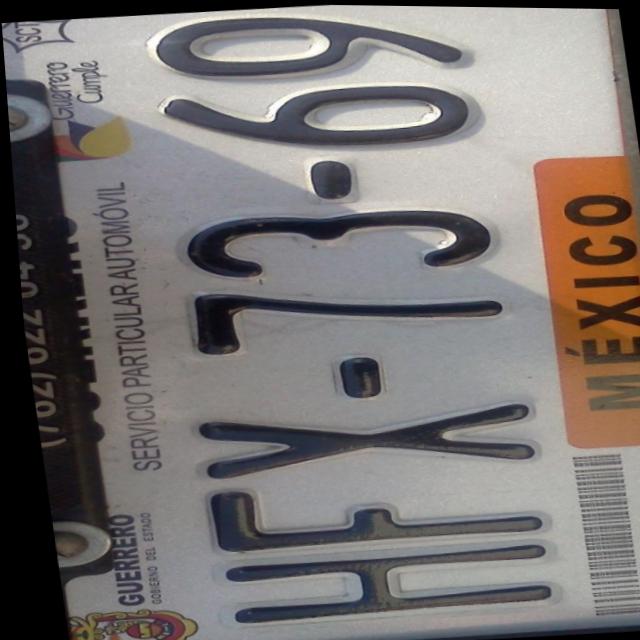 GUERRERO
GOBIERNO DEL ESTADO
SERVICIO PARTICULAR AUTOMÓVIL
Guerrero
Cumple
SCT
HFX-73-69
MÉXICO